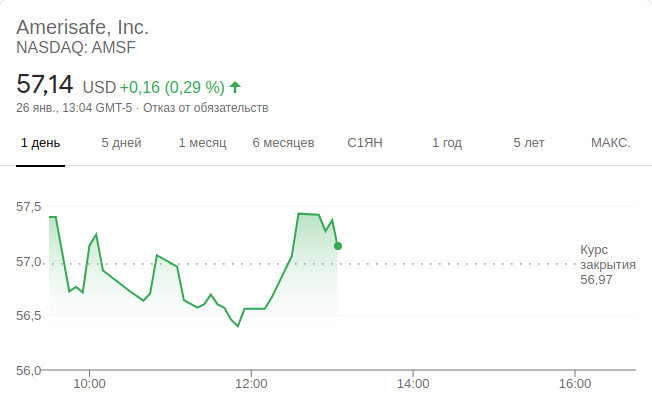 Amerisafe, Inc.
NASDAQ: AMSF
57,14 USD +0,16 (0,29 %)
26 янв., 13:04 GMT-5 · Отказ от обязательств
1 день 5 дней 1 месяц 6 месяцев С1ЯН 1 год 5 лет МАКС.
57,5
57,0
Курс
закрытия
56,97
56,5
56,0
10:00 12:00 14:00 16:00